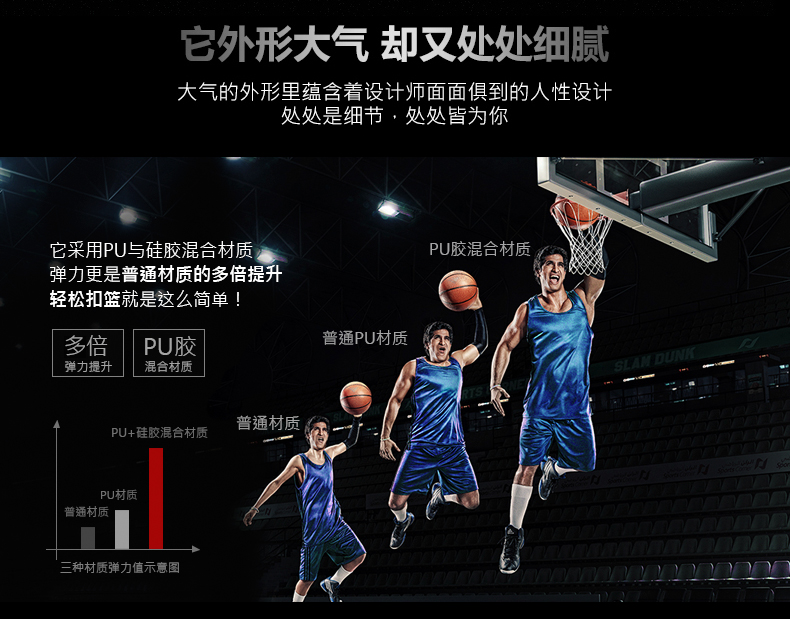 它外形大气 却又处处细腻
大气的外形里蕴含着设计师面面俱到的人性设计
处处是细节，处处皆为你
它采用PU与硅胶混合材质
弹力更是普通材质的多倍提升
轻松扣篮就是这么简单！
多倍
弹力提升
PU胶
混合材质
PU胶混合材质
普通PU材质
普通材质
SLAN DUNK
PU+硅胶混合材质
PU材质
普通材质
三种材质弹力值示意图